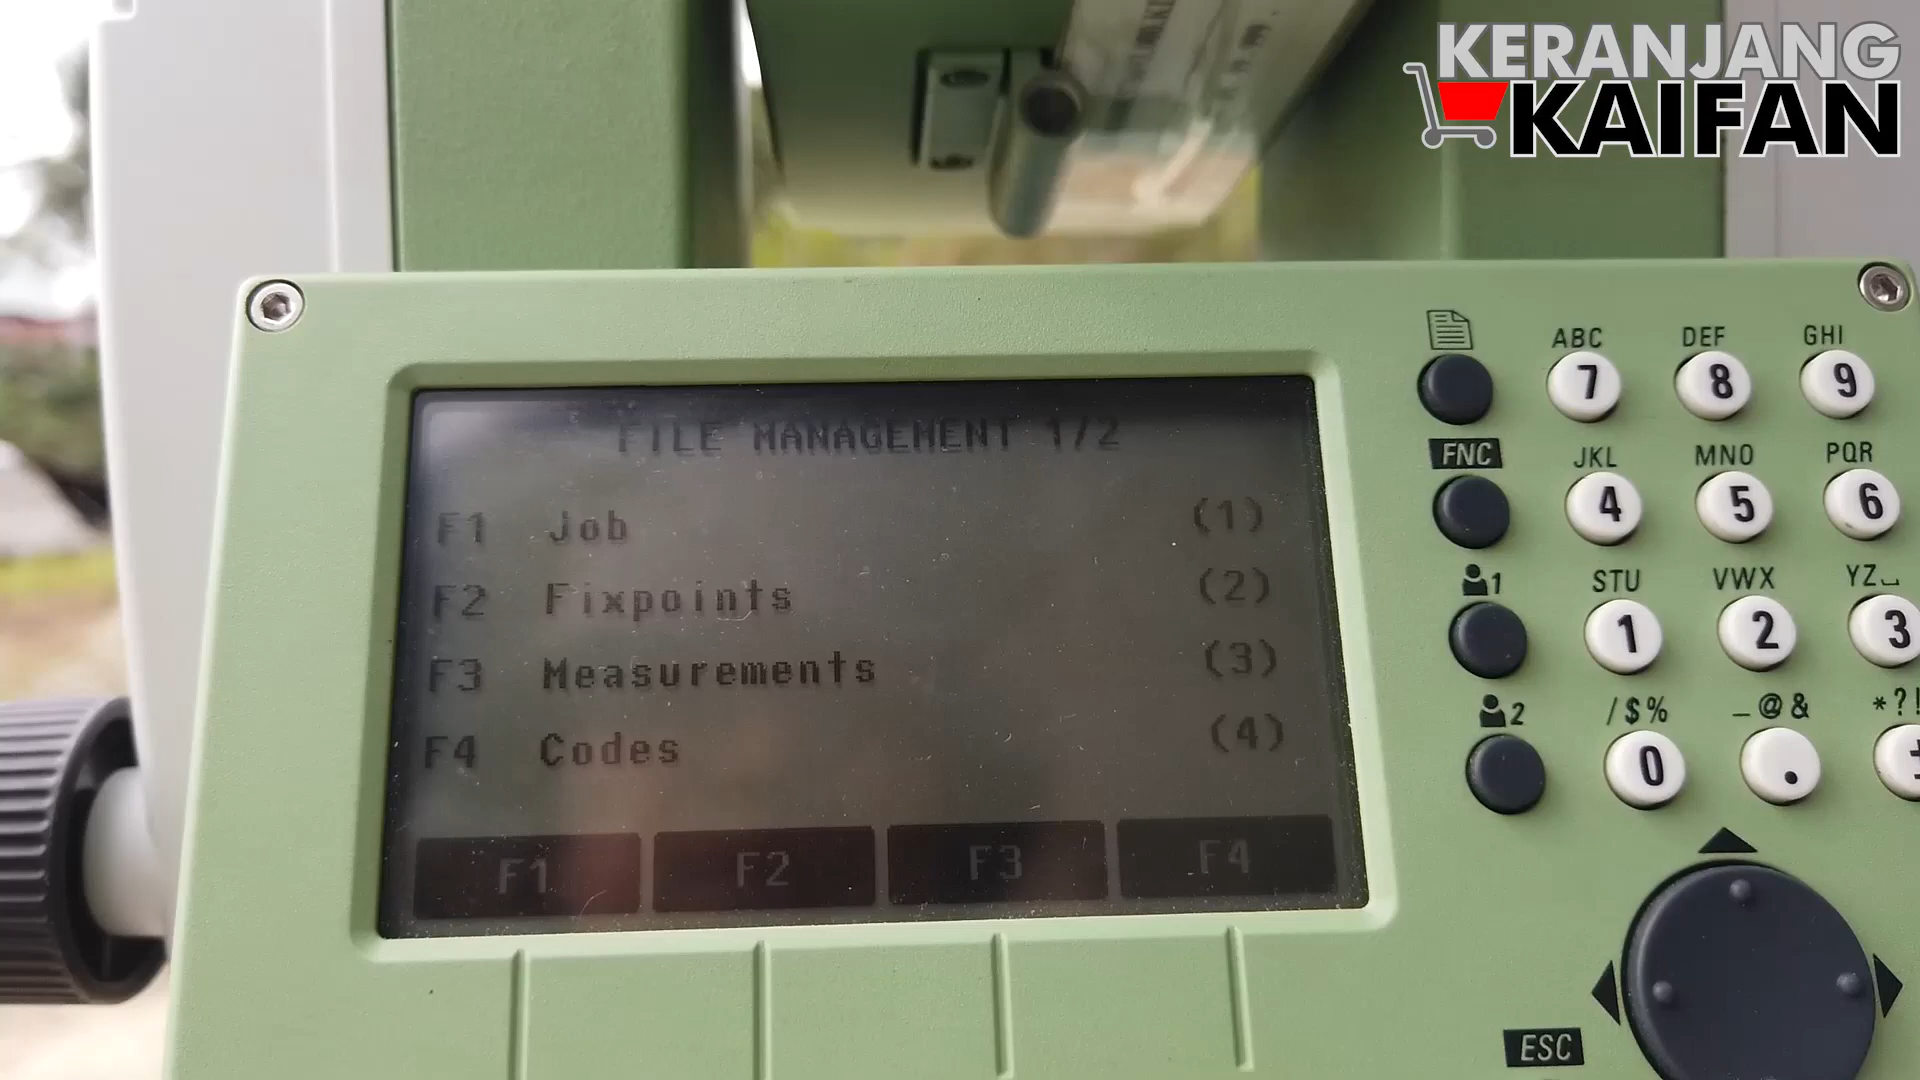 KERANJANG
KAIFAN
FILE MANAGEMENT 1/2
F1 Job (1)
F2 Fixpoints (2)
F3 Measurements (3)
F4 Codes (4)
F1 F2 F3 F4
ABC DEF GHI
7 8 9
FNC JKL MNO PQR
4 5 6
1 STU VWX YZ⎵
1 2 3
2 /$% _@& *?!
0 . ±
ESC